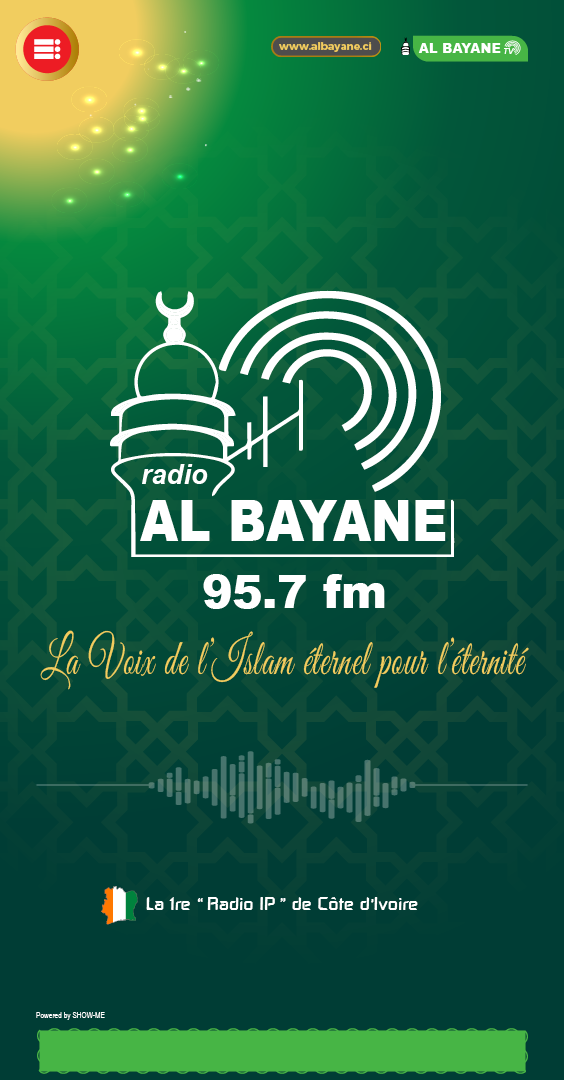 www.albayane.ci
AL BAYANE TV
radio
AL BAYANE
95.7 fm
La Voix de l'Islam éternel pour l'éternité
La 1re “ Radio IP ” de Côte d'Ivoire
Powered by SHOW-ME